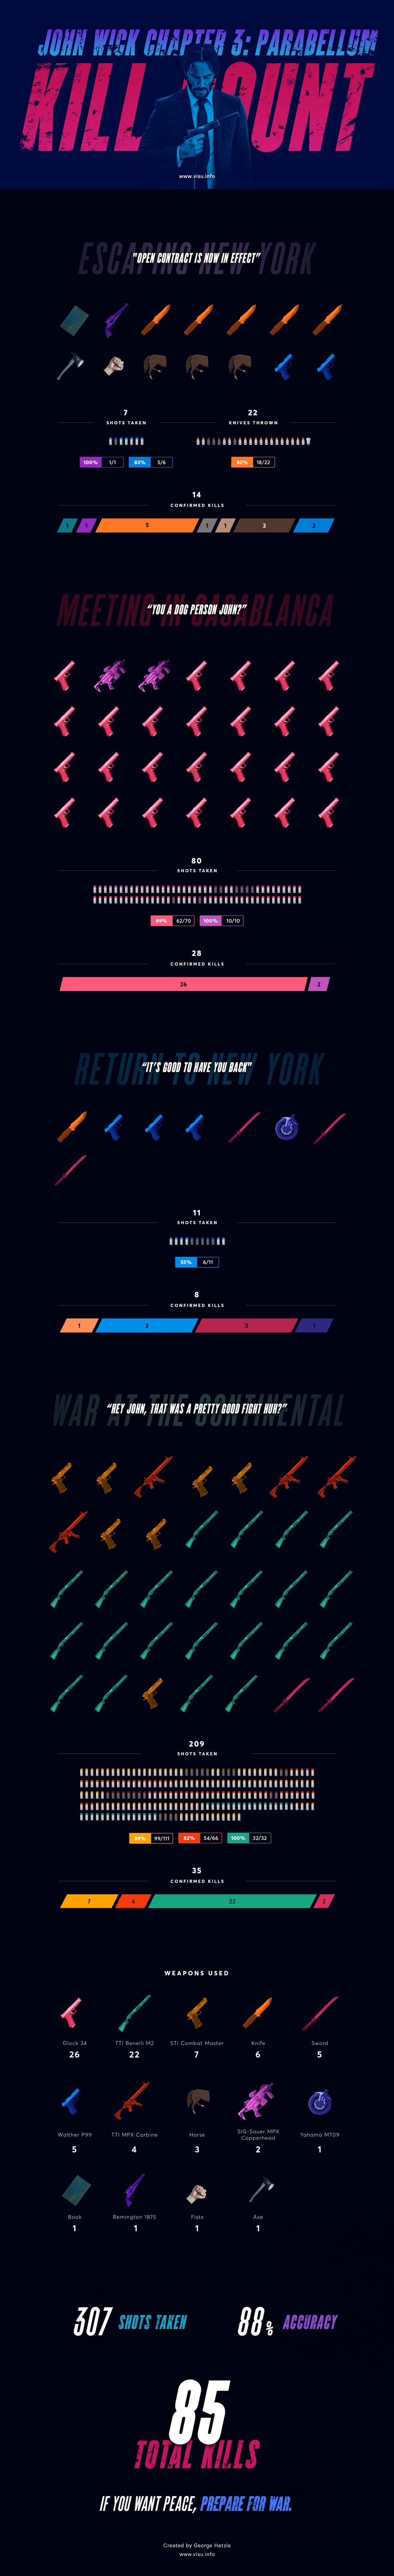 JOHN WICK CHAPTER 3: PARABELLUM
KILL COUNT
www.visu.info
ESCAPING NEW YORK
"OPEN CONTRACT IS NOW IN EFFECT"
7
SHOTS TAKEN
22
KNIVES THROWN
100% 1/1
83% 5/6
82% 18/22
14
CONFIRMED KILLS
1 1 5 1 1 3 2
MEETING IN CASABLANCA
"YOU A DOG PERSON JOHN?"
80
SHOTS TAKEN
89% 62/70
100% 10/10
28
CONFIRMED KILLS
26 2
RETURN TO NEW YORK
"IT'S GOOD TO HAVE YOU BACK"
11
SHOTS TAKEN
55% 6/11
8
CONFIRMED KILLS
1 3 3 1
WAR AT THE CONTINENTAL
"HEY JOHN, THAT WAS A PRETTY GOOD FIGHT HUH?"
209
SHOTS TAKEN
89% 99/111
82% 54/66
100% 32/32
35
CONFIRMED KILLS
7 4 22 2
WEAPONS USED
Glock 34
26
TTI Benelli M2
22
STI Combat Master
7
Knife
6
Sword
5
Walther P99
5
TTI MPX Carbine
4
Horse
3
SIG-Sauer MPX
Copperhead
2
Yahama MT09
1
Book
1
Remington 1875
1
Fists
1
Axe
1
307 SHOTS TAKEN
88% ACCURACY
85
TOTAL KILLS
IF YOU WANT PEACE, PREPARE FOR WAR.
Created by George Hatzis
www.visu.info